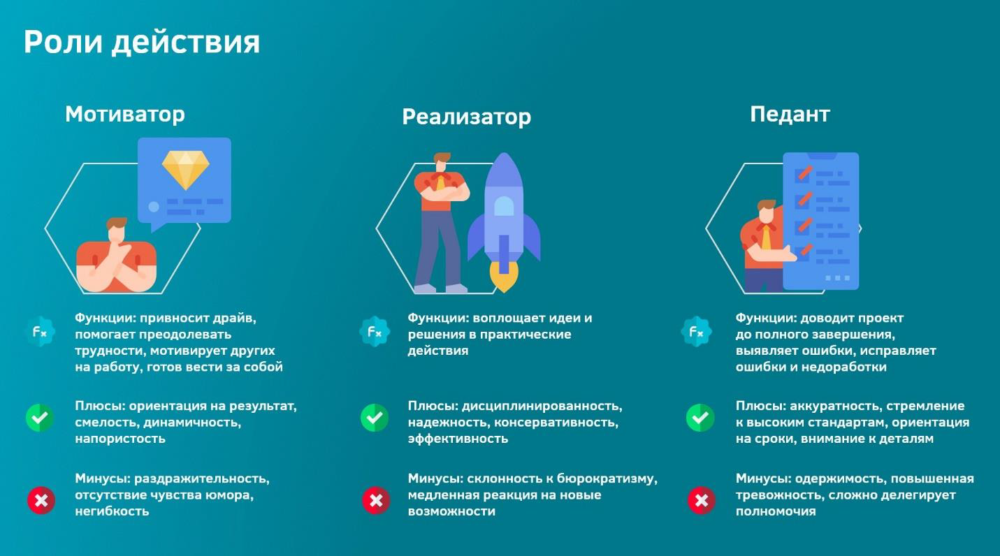 Роли действия
Мотиватор
Fx
Функции: привносит драйв,
помогает преодолевать
трудности, мотивирует других
на работу, готов вести за собой
Плюсы: ориентация на результат,
смелость, динамичность,
напористость
Минусы: раздражительность,
отсутствие чувства юмора,
негибкость
Реализатор
Fx
Функции: воплощает идеи и
решения в практические
действия
Плюсы: дисциплинированность,
надежность, консервативность,
эффективность
Минусы: склонность к бюрократизму,
медленная реакция на новые
возможности
Педант
Fx
Функции: доводит проект
до полного завершения,
выявляет ошибки, исправляет
ошибки и недоработки
Плюсы: аккуратность, стремление
к высоким стандартам, ориентация
на сроки, внимание к деталям
Минусы: одержимость, повышенная
тревожность, сложно делегирует
полномочия